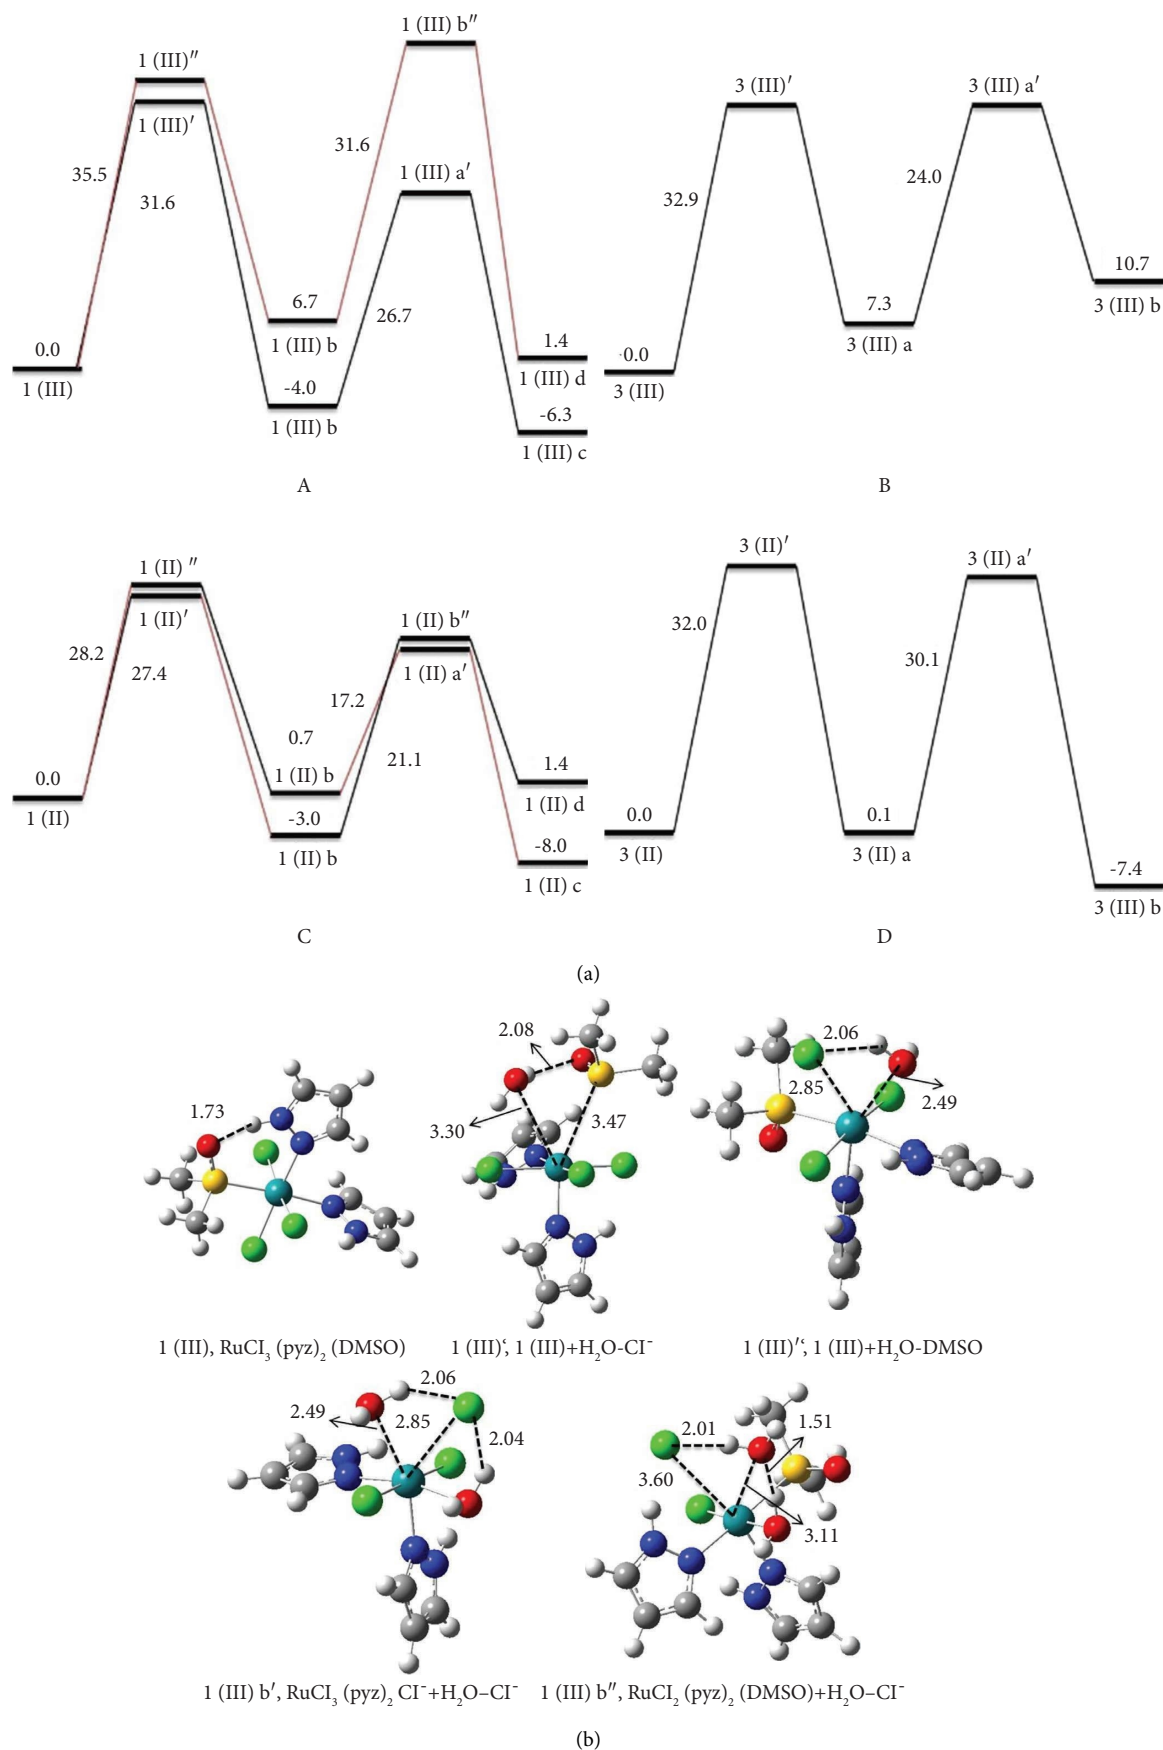 1 (III) b″
1 (III)″
1 (III)′
35.5
31.6
31.6
1 (III) a′
26.7
6.7
1 (III) b
0.0
1 (III)
-4.0
1 (III) b
1.4
1 (III) d
-6.3
1 (III) c
A
3 (III)′
3 (III) a′
32.9
24.0
10.7
3 (III) b
7.3
3 (III) a
0.0
3 (III)
B
1 (II) ″
1 (II)′
28.2
27.4
1 (II) b″
1 (II) a′
17.2
21.1
0.7
1 (II) b
0.0
1 (II)
-3.0
1 (II) b
1.4
1 (II) d
-8.0
1 (II) c
C
3 (II)′
3 (II) a′
32.0
30.1
0.0
3 (II)
0.1
3 (II) a
-7.4
3 (III) b
D
(a)
1.73
2.08
3.30
3.47
2.06
2.85
2.49
1 (III), RuCI₃ (pyz)₂ (DMSO)
1 (III)‘, 1 (III)+H₂O-CI⁻
1 (III)′‘, 1 (III)+H₂O-DMSO
2.06
2.49
2.85
2.04
2.01
1.51
3.60
3.11
1 (III) b′, RuCI₃ (pyz)₂ CI⁻+H₂O–CI⁻
1 (III) b″, RuCI₂ (pyz)₂ (DMSO)+H₂O–CI⁻
(b)